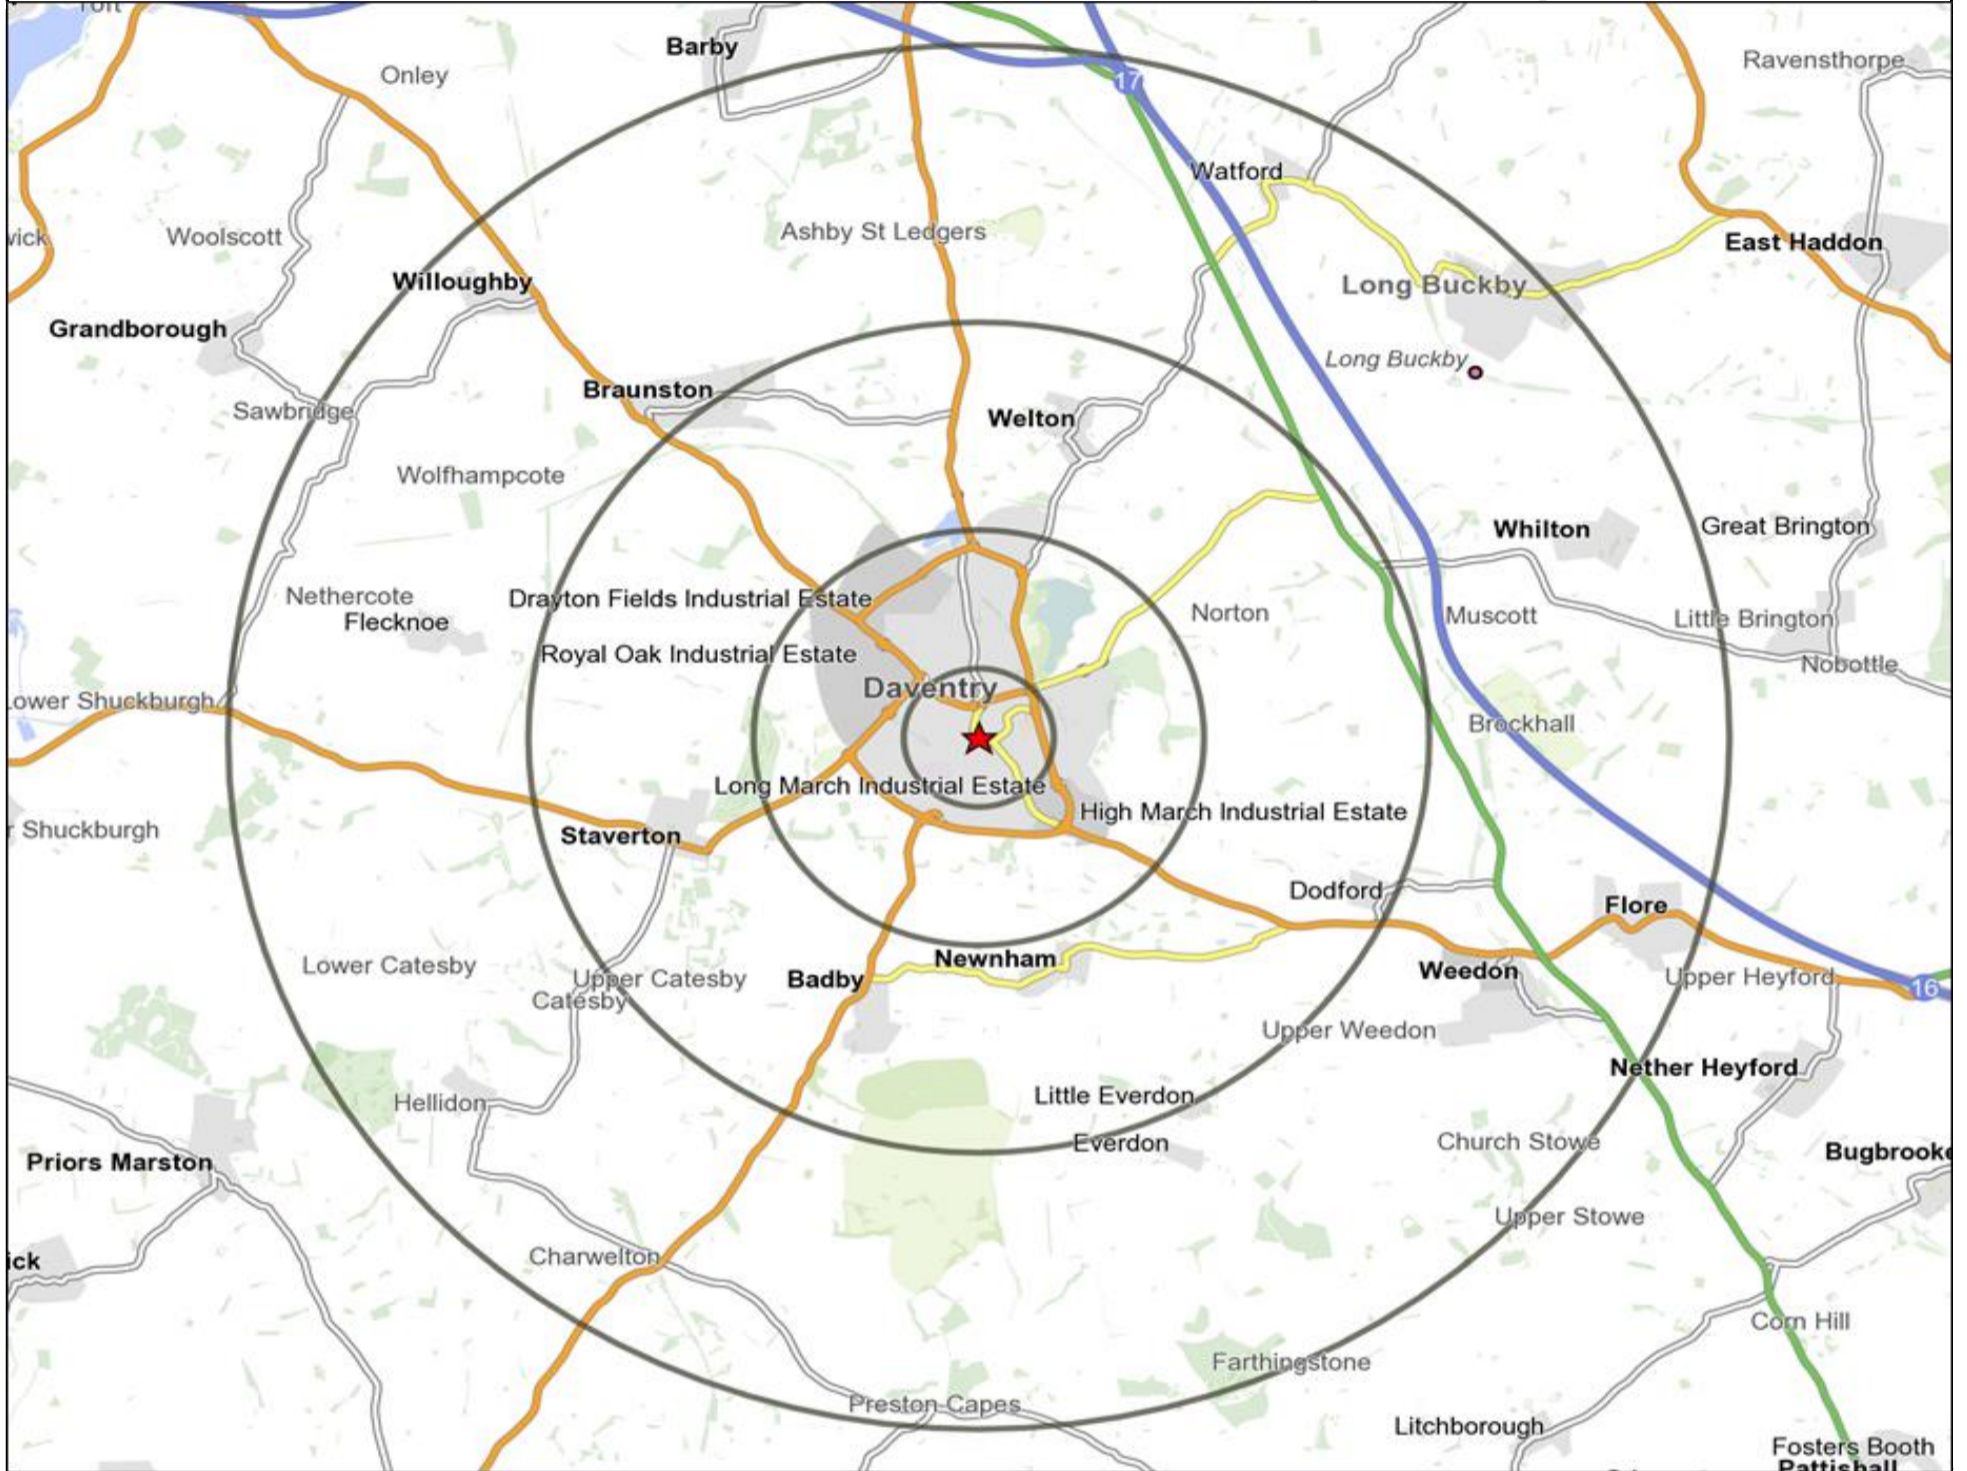 Toft
Barby
Onley
Ravensthorpe
17
Watford
wick
Woolscott
Ashby St Ledgers
East Haddon
Willoughby
Long Buckby
Grandborough
Long Buckby
Braunston
Sawbridge
Welton
Wolfhampcote
Whilton
Great Brington
Nethercote
Drayton Fields Industrial Estate
Flecknoe
Norton
Muscott
Little Brington
Royal Oak Industrial Estate
Nobottle
Daventry
Lower Shuckburgh
Brockhall
Long March Industrial Estate
High March Industrial Estate
r Shuckburgh
Staverton
Dodford
Flore
Newnham
Lower Catesby
Upper Catesby
Badby
Weedon
Upper Heyford
16
Catesby
Upper Weedon
Nether Heyford
Hellidon
Little Everdon
Everdon
Church Stowe
Bugbrooke
Priors Marston
Upper Stowe
Charwelton
ick
Corn Hill
Farthingstone
Preston Capes
Litchborough
Fosters Booth
Pattishall